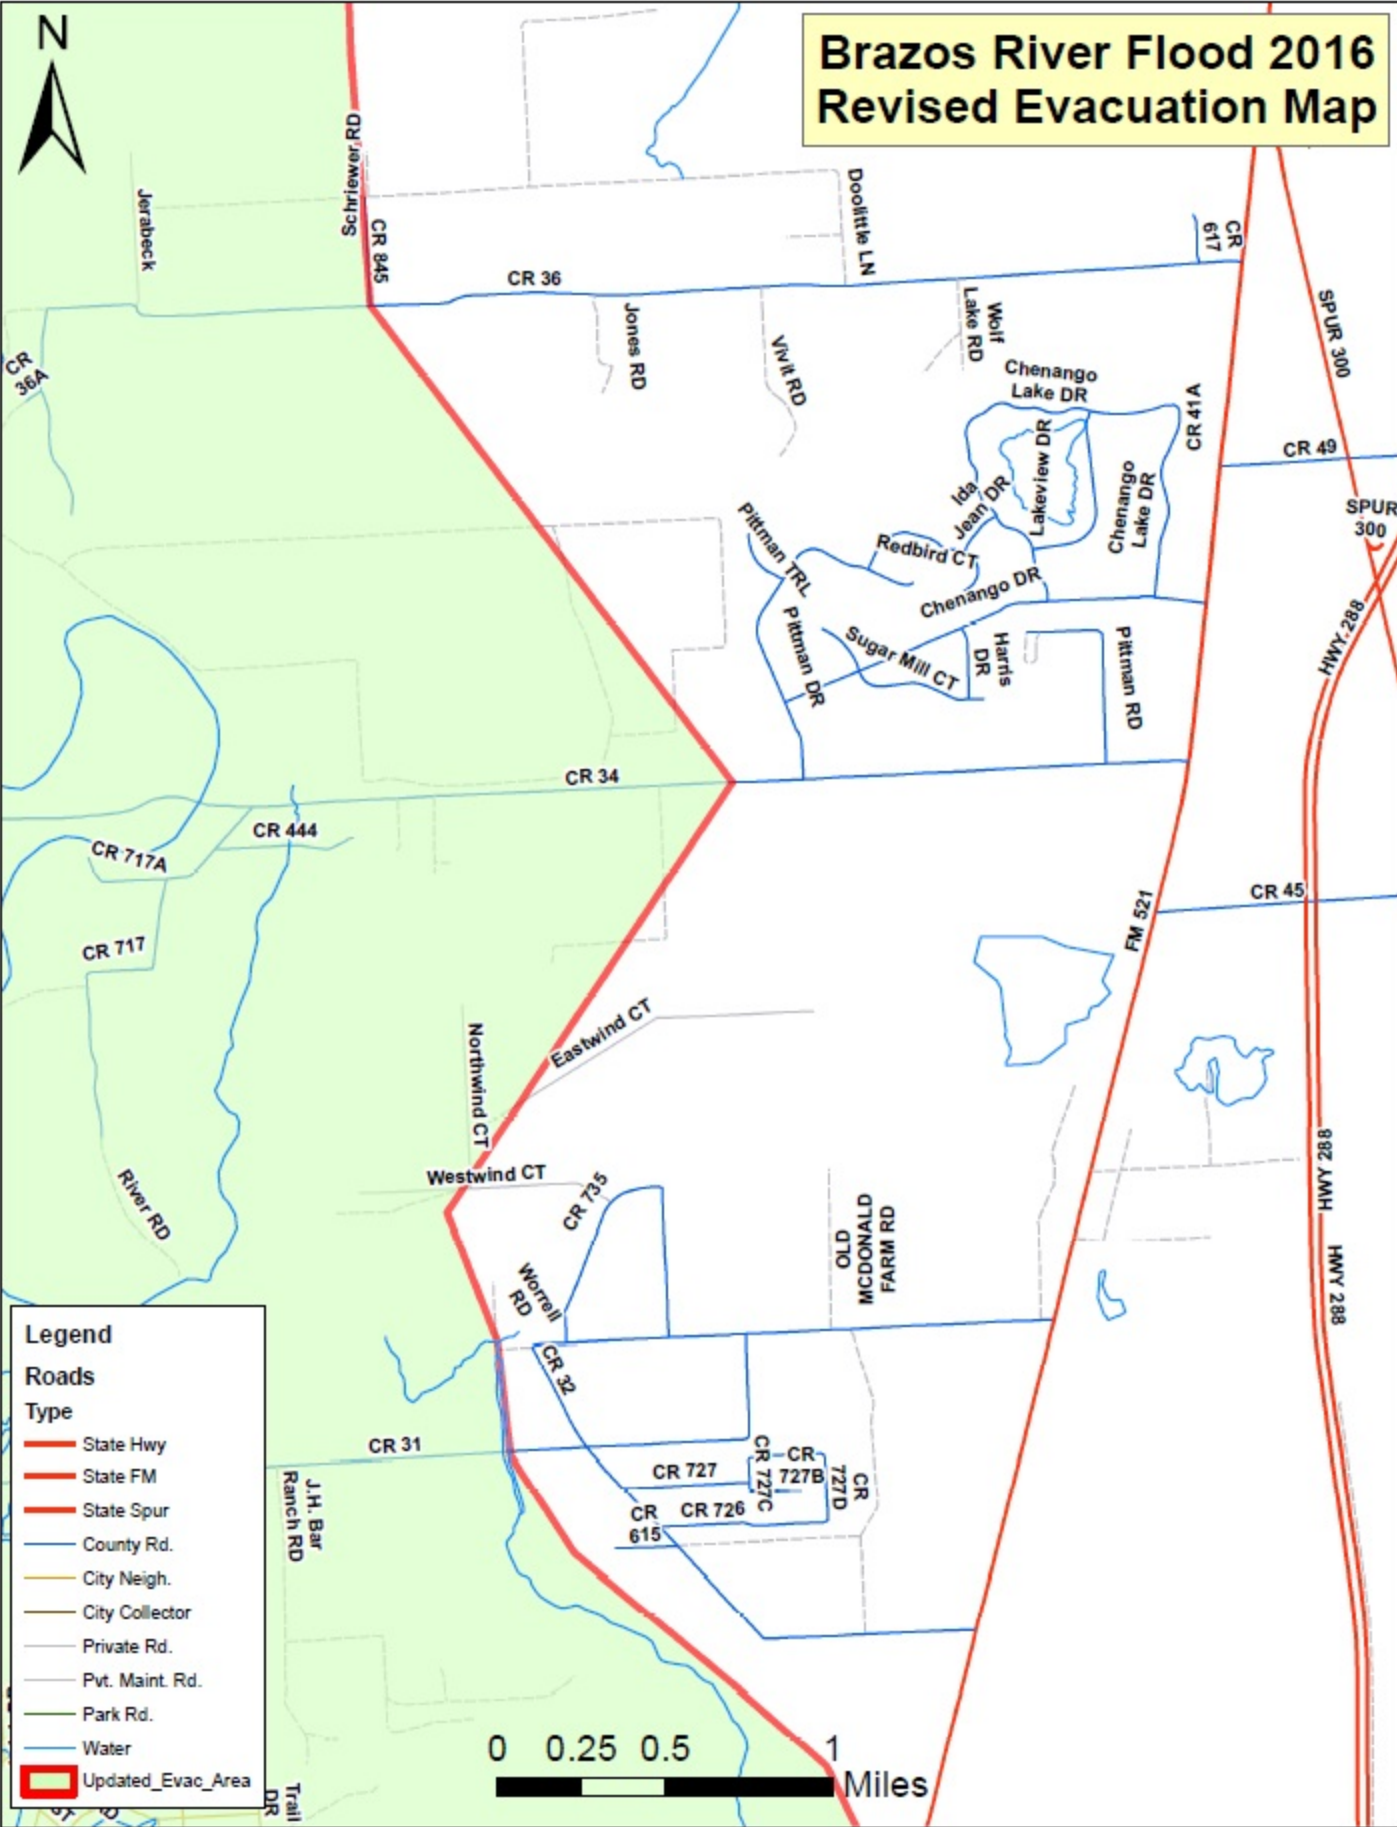 N
Brazos River Flood 2016
Revised Evacuation Map
Schriewer RD
Jerabeck
CR 845
CR 36
Doolittle LN
CR
617
Jones RD
Vivit RD
Wolf
Lake RD
SPUR 300
CR
36A
Chenango
Lake DR
CR 41A
CR 49
Lakeview DR
Chenango
Lake DR
Ida
Jean DR
SPUR
300
Pittman TRL
Redbird CT
Chenango DR
HWY 288
Pittman DR
Sugar Mill CT
Harris
DR
Pittman RD
CR 34
CR 444
CR 717A
CR 45
FM 521
CR 717
Eastwind CT
Northwind CT
Westwind CT
River RD
CR 735
OLD
MCDONALD
FARM RD
HWY 288
HWY 288
Worrell
RD
CR 32
CR 31
CR 727
CR
727C
CR
727B
CR
727D
CR 726
CR
615
J.H. Bar
Ranch RD
Legend
Roads
Type
State Hwy
State FM
State Spur
County Rd.
City Neigh.
City Collector
Private Rd.
Pvt. Maint. Rd.
Park Rd.
Water
Updated_Evac_Area
Trail
DR
0 0.25 0.5 1
Miles